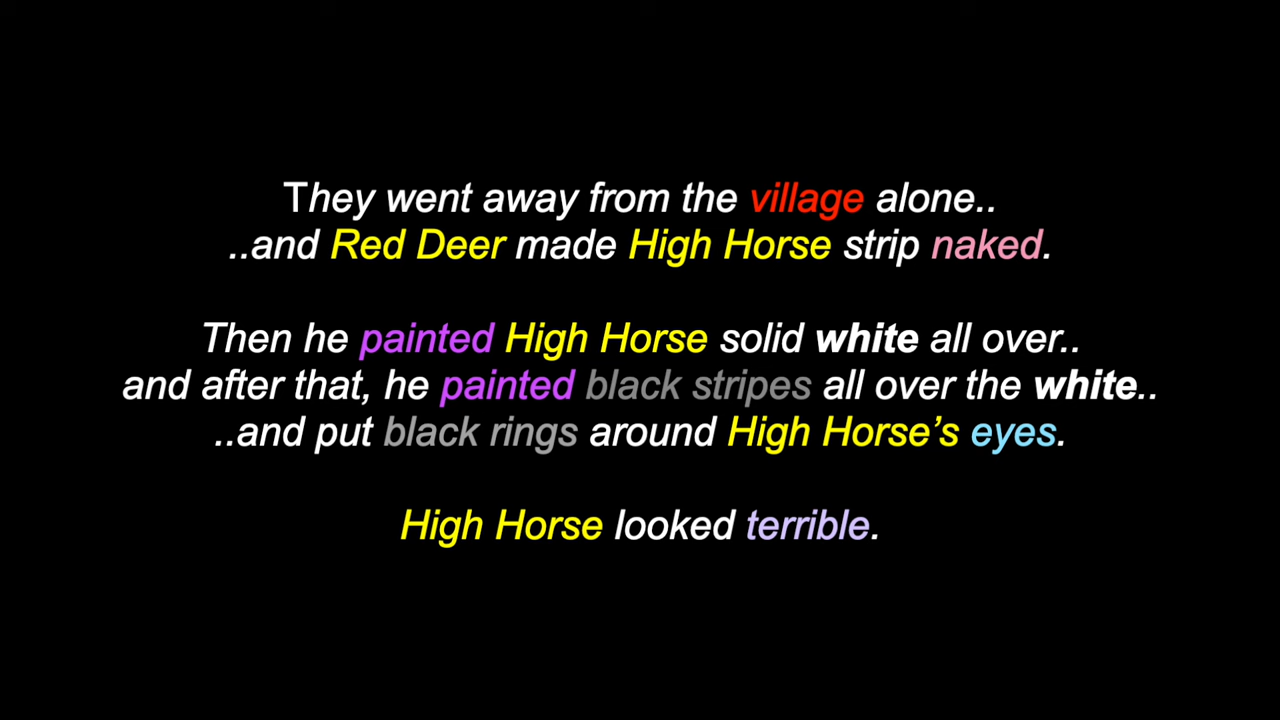 They went away from the village alone..
..and Red Deer made High Horse strip naked.
Then he painted High Horse solid white all over..
and after that, he painted black stripes all over the white..
..and put black rings around High Horse’s eyes.
High Horse looked terrible.